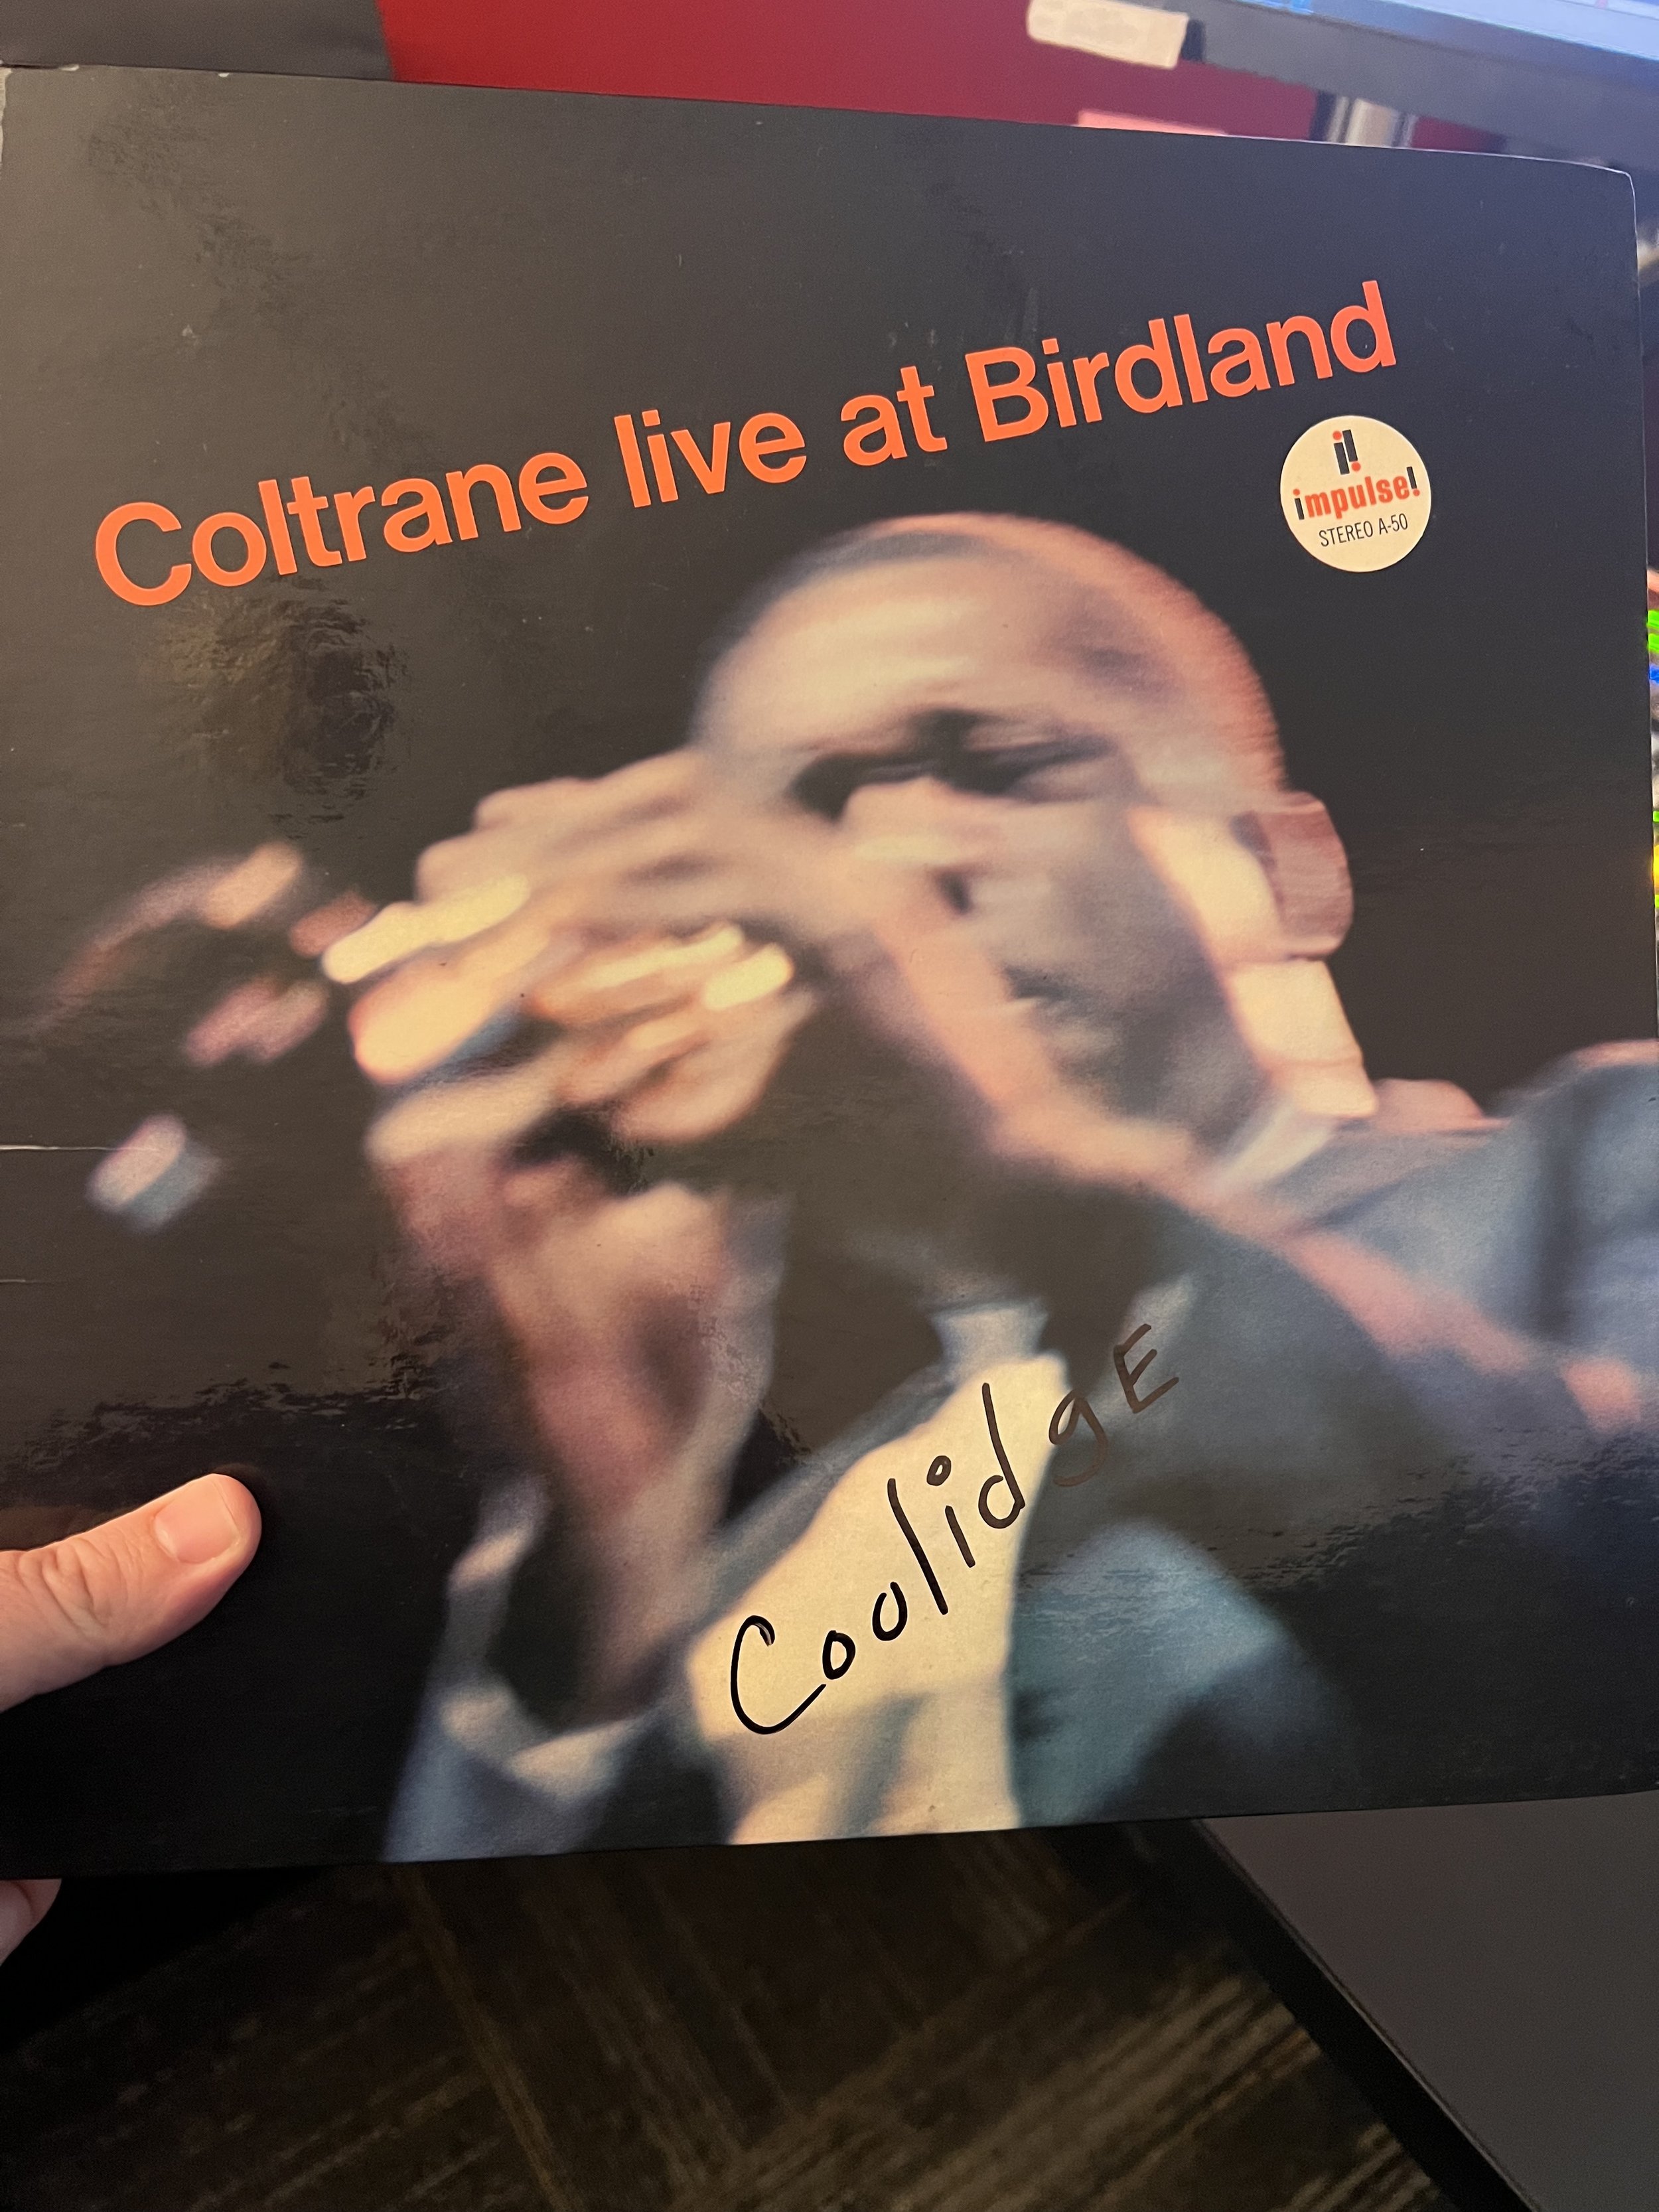 Coltrane live at Birdland
i!
impulse!
STEREO A-50
CoolidgE